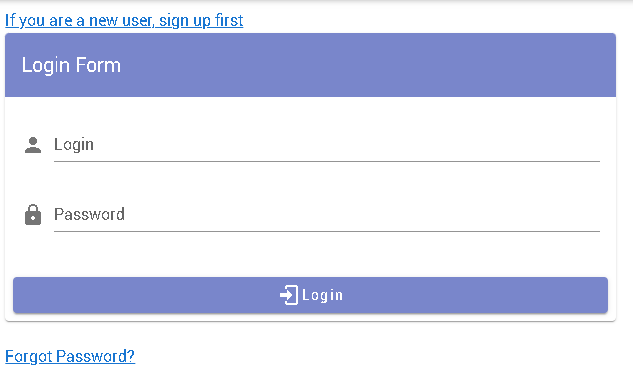 If you are a new user, sign up first
Login Form
Login
Password
Login
Forgot Password?